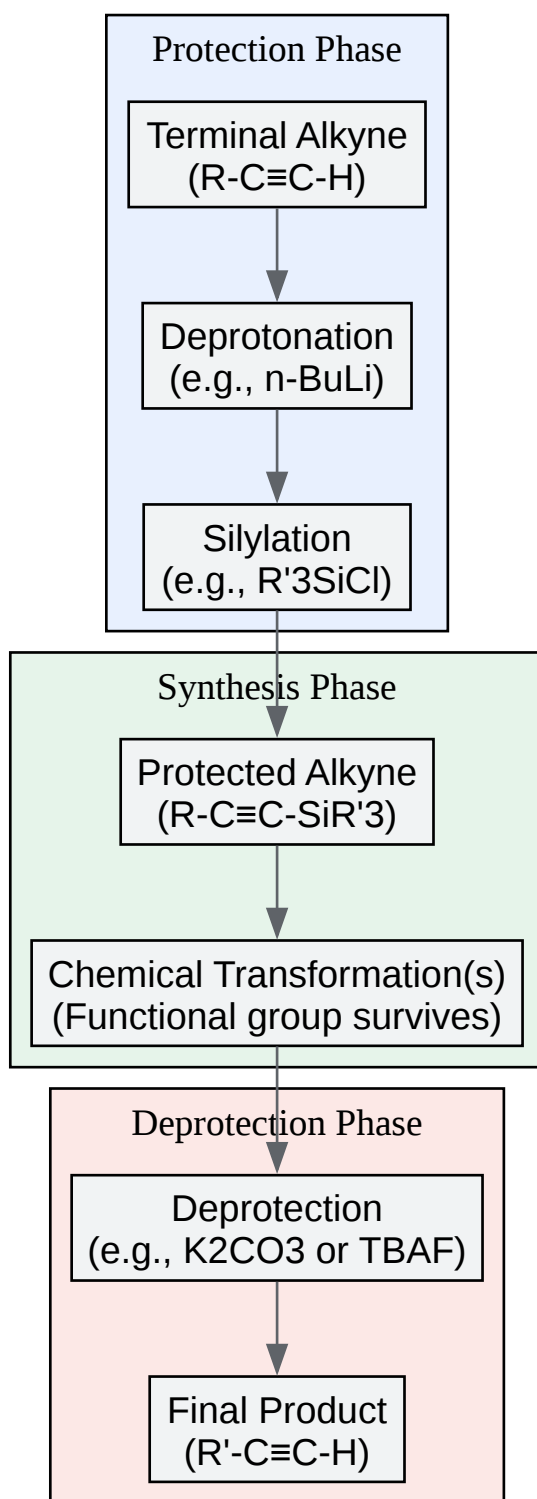 Protection Phase
Terminal Alkyne
(R-C≡C-H)
Deprotonation
(e.g., n-BuLi)
Silylation
(e.g., R'3SiCl)
Synthesis Phase
Protected Alkyne
(R-C≡C-SiR'3)
Chemical Transformation(s)
(Functional group survives)
Deprotection Phase
Deprotection
(e.g., K2CO3 or TBAF)
Final Product
(R'-C≡C-H)